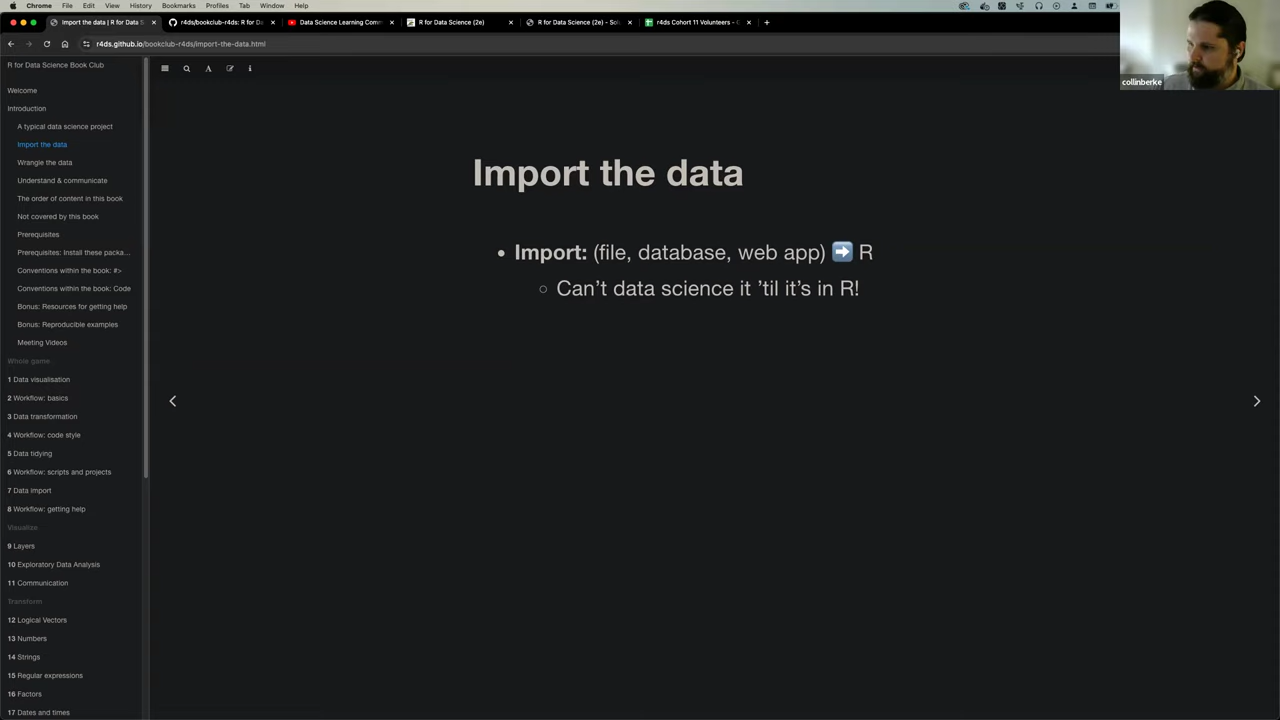 Chrome File Edit View History Bookmarks Profiles Tab Window Help
Import the data | R for Data S
r4ds/bookclub-r4ds: R for Da
Data Science Learning Comm
R for Data Science (2e)
R for Data Science (2e) - Solu
r4ds Cohort 11 Volunteers - G
r4ds.github.io/bookclub-r4ds/import-the-data.html
collinberke
R for Data Science Book Club
Welcome
Introduction
A typical data science project
Import the data
Wrangle the data
Understand & communicate
The order of content in this book
Not covered by this book
Prerequisites
Prerequisites: Install these packa...
Conventions within the book: #>
Conventions within the book: Code
Bonus: Resources for getting help
Bonus: Reproducible examples
Meeting Videos
Whole game
1 Data visualisation
2 Workflow: basics
3 Data transformation
4 Workflow: code style
5 Data tidying
6 Workflow: scripts and projects
7 Data import
8 Workflow: getting help
Visualize
9 Layers
10 Exploratory Data Analysis
11 Communication
Transform
12 Logical Vectors
13 Numbers
14 Strings
15 Regular expressions
16 Factors
17 Dates and times
Import the data
• Import: (file, database, web app) ➡️ R
○ Can’t data science it ’til it’s in R!